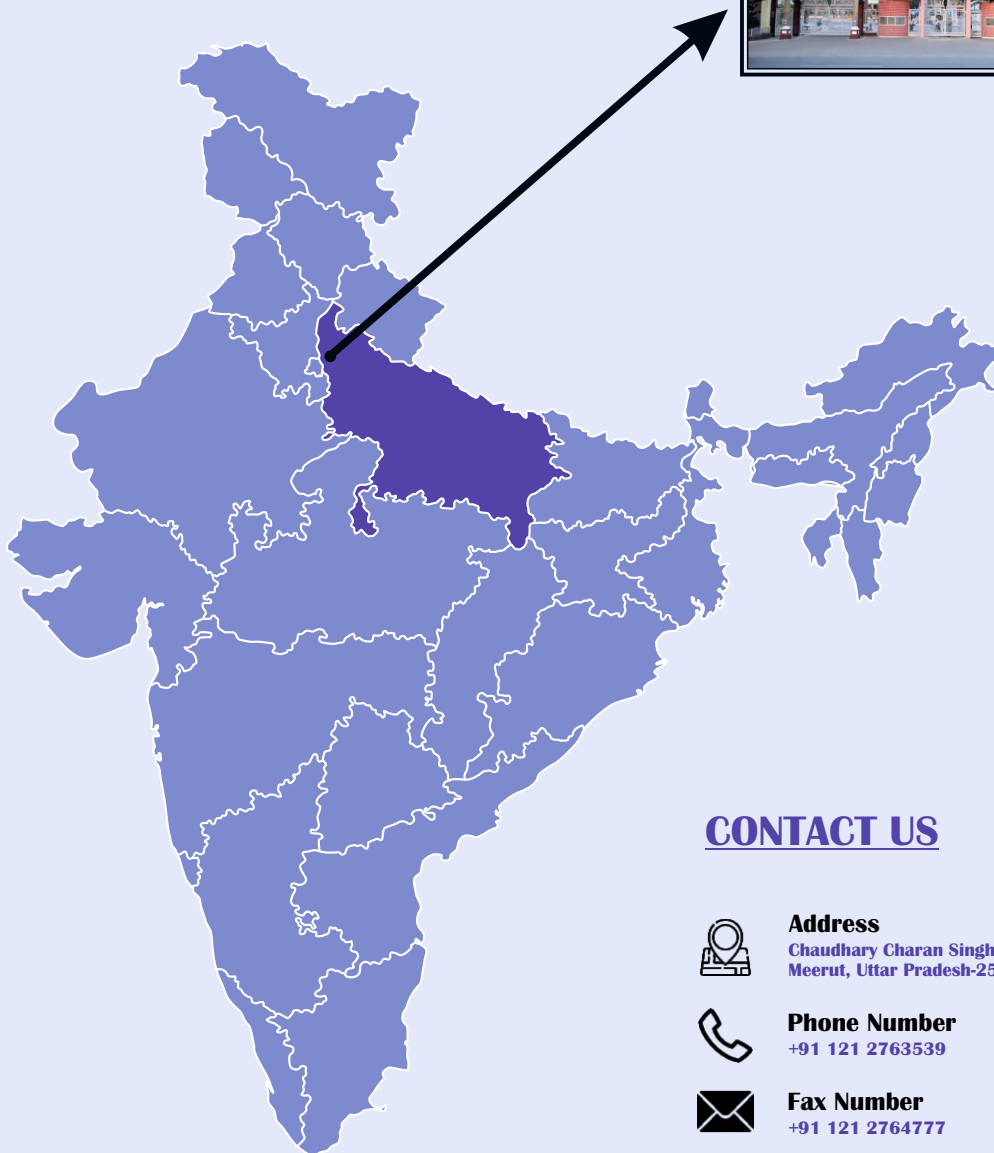 CONTACT US
Address
Chaudhary Charan Singh
Meerut, Uttar Pradesh-25
Phone Number
+91 121 2763539
Fax Number
+91 121 2764777